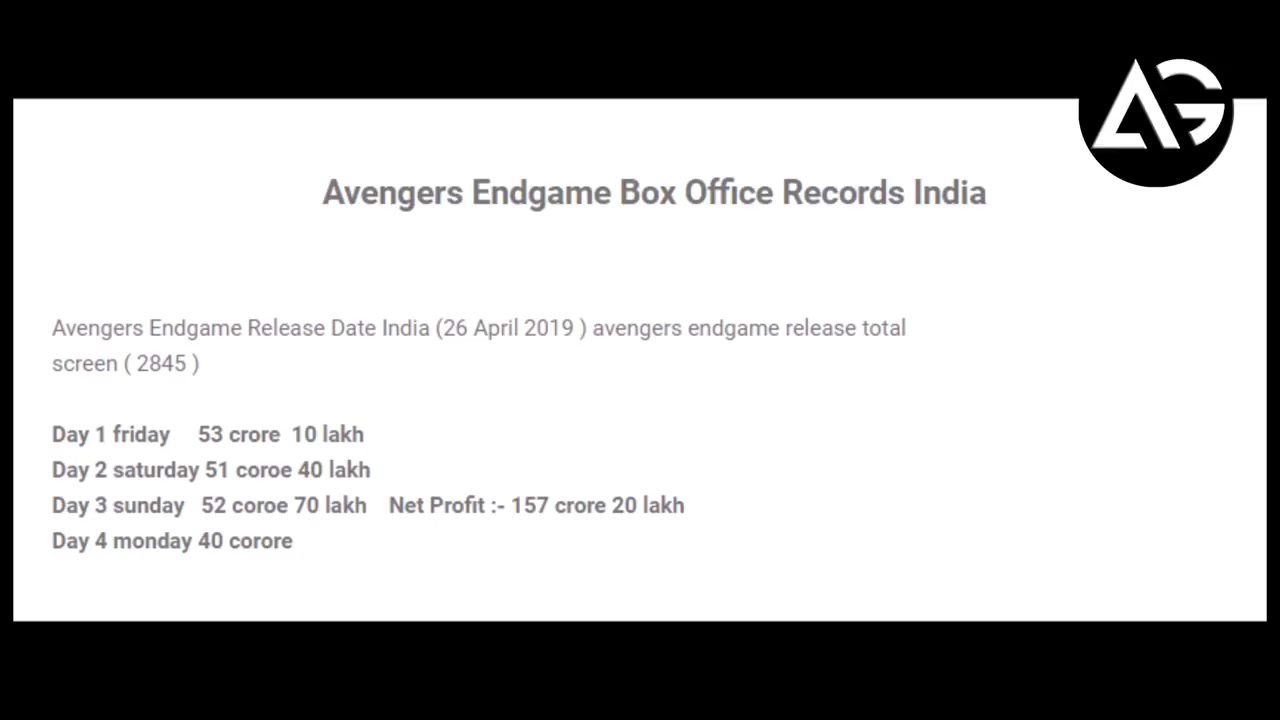 AG
Avengers Endgame Box Office Records India
Avengers Endgame Release Date India (26 April 2019 ) avengers endgame release total
screen ( 2845 )
Day 1 friday 53 crore 10 lakh
Day 2 saturday 51 coroe 40 lakh
Day 3 sunday 52 coroe 70 lakh Net Profit :- 157 crore 20 lakh
Day 4 monday 40 corore